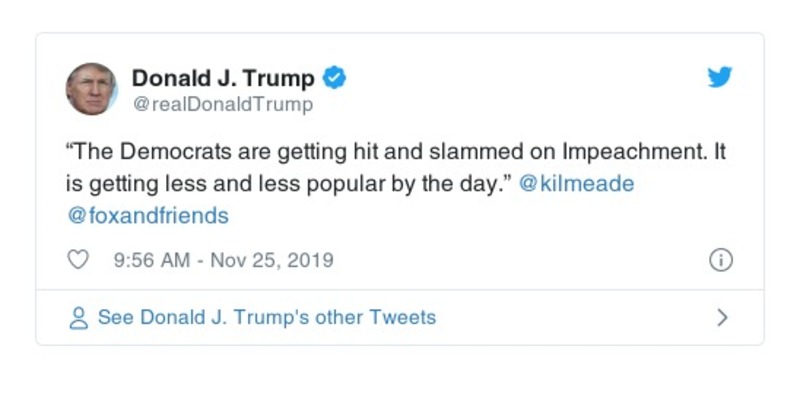 Donald J. Trump
@realDonaldTrump
“The Democrats are getting hit and slammed on Impeachment. It
is getting less and less popular by the day.” @kilmeade
@foxandfriends
9:56 AM - Nov 25, 2019
See Donald J. Trump's other Tweets